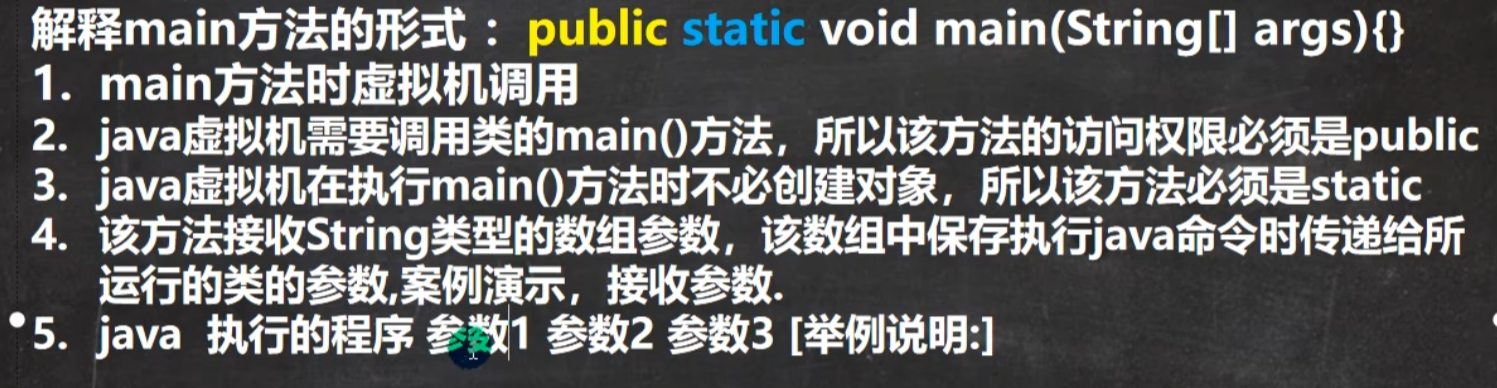 解释main方法的形式 : public static void main(String[] args){}
1. main方法时虚拟机调用
2. java虚拟机需要调用类的main()方法，所以该方法的访问权限必须是public
3. java虚拟机在执行main()方法时不必创建对象，所以该方法必须是static
4. 该方法接收String类型的数组参数，该数组中保存执行java命令时传递给所
运行的类的参数,案例演示，接收参数.
5. java 执行的程序 参数1 参数2 参数3 [举例说明:]